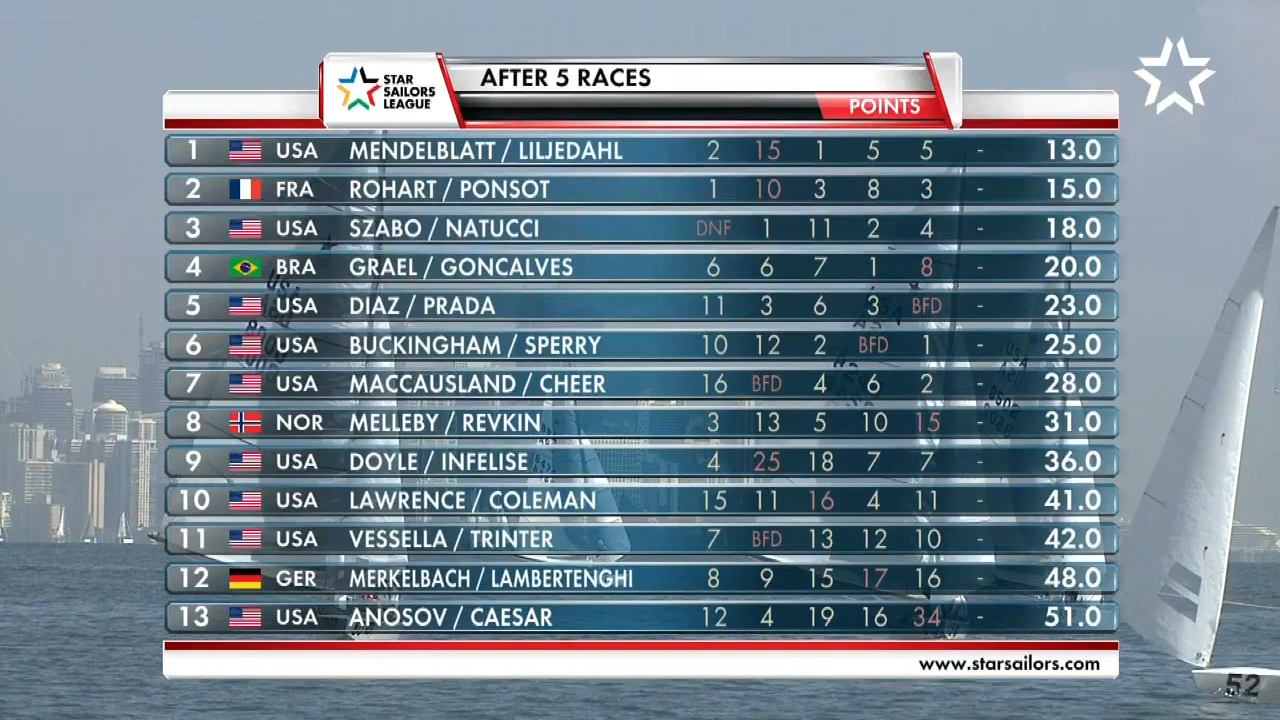 STAR SAILORS LEAGUE
AFTER 5 RACES
POINTS
1 USA MENDELBLATT / LILJEDAHL 2 15 1 5 5 - 13.0
2 FRA ROHART / PONSOT 1 10 3 8 3 - 15.0
3 USA SZABO / NATUCCI DNF 1 11 2 4 - 18.0
4 BRA GRAEL / GONCALVES 6 6 7 1 8 - 20.0
5 USA DIAZ / PRADA 11 3 6 3 BFD - 23.0
6 USA BUCKINGHAM / SPERRY 10 12 2 BFD 1 - 25.0
7 USA MACCAUSLAND / CHEER 16 BFD 4 6 2 - 28.0
8 NOR MELLEBY / REVKIN 3 13 5 10 15 - 31.0
9 USA DOYLE / INFELISE 4 25 18 7 7 - 36.0
10 USA LAWRENCE / COLEMAN 15 11 16 4 11 - 41.0
11 USA VESSELLA / TRINTER 7 BFD 13 12 10 - 42.0
12 GER MERKELBACH / LAMBERTENGHI 8 9 15 17 16 - 48.0
13 USA ANOSOV / CAESAR 12 4 19 16 34 - 51.0
www.starsailors.com
52